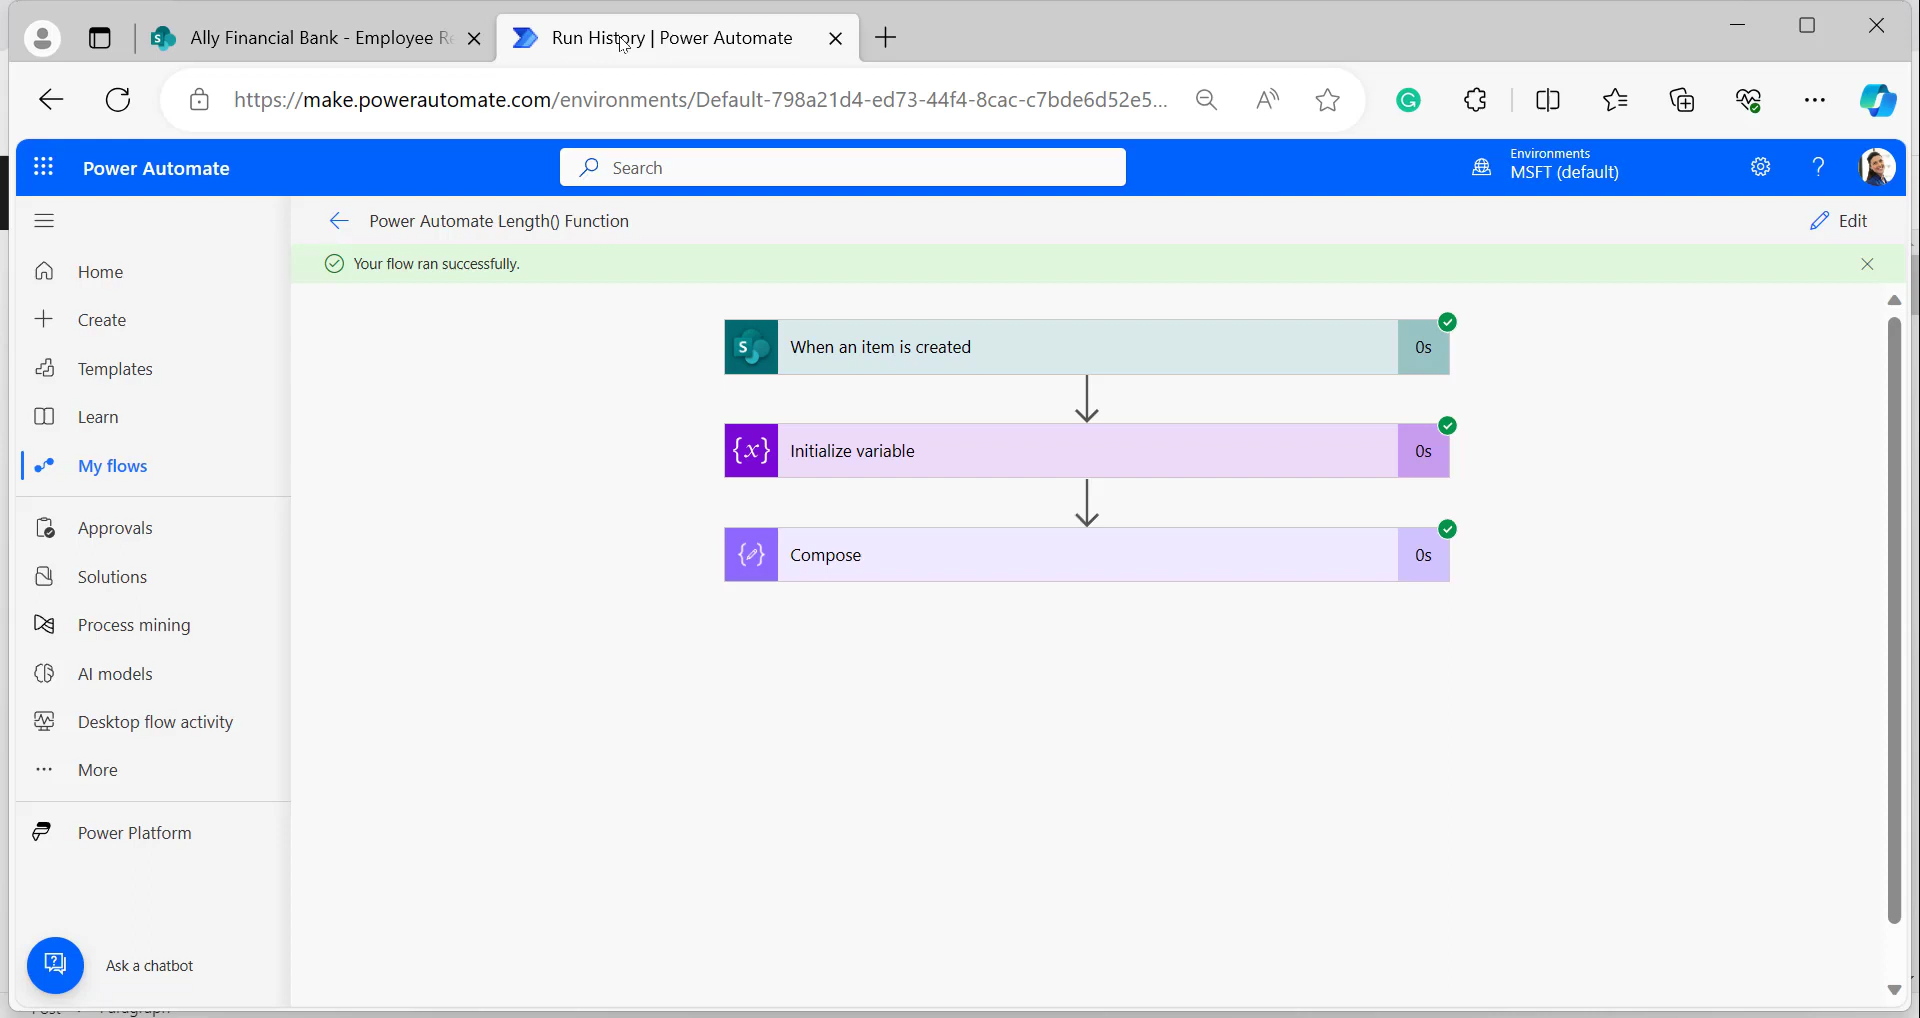 Ally Financial Bank - Employee Re
Run History | Power Automate
https://make.powerautomate.com/environments/Default-798a21d4-ed73-44f4-8cac-c7bde6d52e5...
Power Automate
Search
Environments
MSFT (default)
Power Automate Length() Function
Edit
Your flow ran successfully.
Home
Create
Templates
Learn
My flows
Approvals
Solutions
Process mining
AI models
Desktop flow activity
More
Power Platform
Ask a chatbot
When an item is created
0s
Initialize variable
0s
Compose
0s